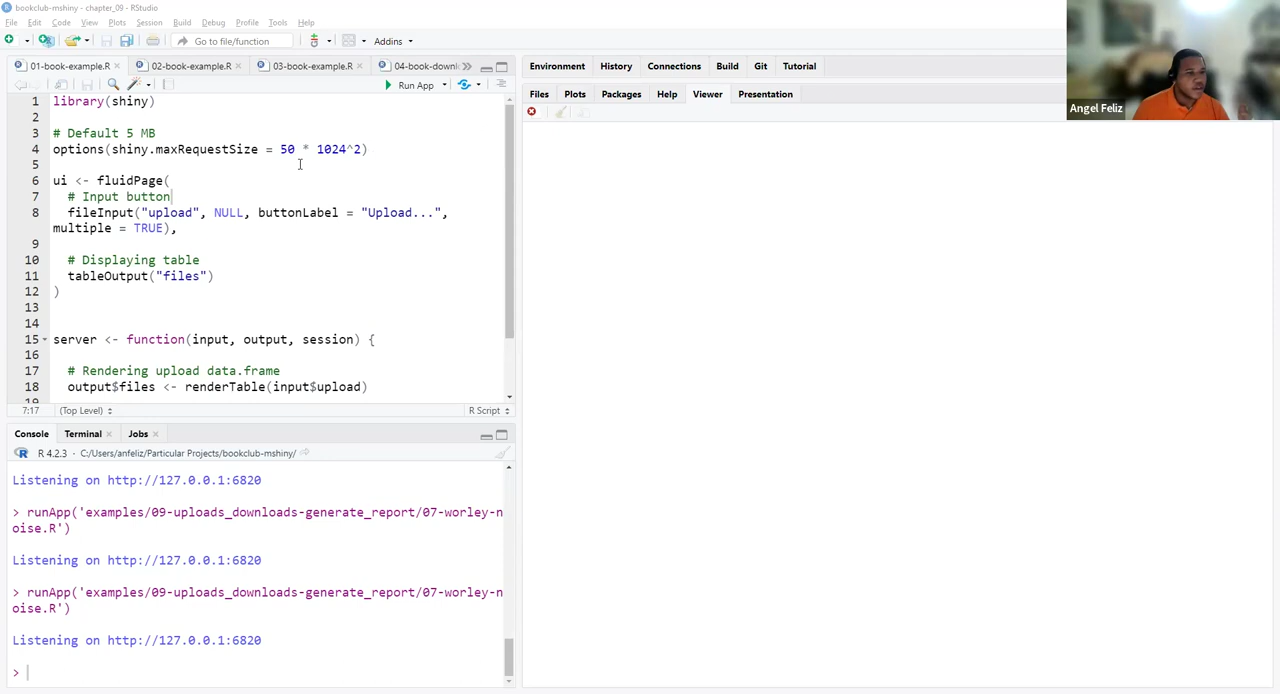 bookclub-mshiny - chapter_09 - RStudio
File Edit Code View Plots Session Build Debug Profile Tools Help
Go to file/function
Addins
01-book-example.R
02-book-example.R
03-book-example.R
04-book-downl
Run App
1 library(shiny)
2
3 # Default 5 MB
4 options(shiny.maxRequestSize = 50 * 1024^2)
5
6 ui <- fluidPage(
7 # Input button
8 fileInput("upload", NULL, buttonLabel = "Upload...",
multiple = TRUE),
9
10 # Displaying table
11 tableOutput("files")
12 )
13
14
15 server <- function(input, output, session) {
16
17 # Rendering upload data.frame
18 output$files <- renderTable(input$upload)
19
7:17 (Top Level) R Script
Console Terminal Jobs
R 4.2.3 · C:/Users/anfeliz/Particular Projects/bookclub-mshiny/
Listening on http://127.0.0.1:6820
> runApp('examples/09-uploads_downloads-generate_report/07-worley-n
oise.R')
Listening on http://127.0.0.1:6820
> runApp('examples/09-uploads_downloads-generate_report/07-worley-n
oise.R')
Listening on http://127.0.0.1:6820
>
Environment History Connections Build Git Tutorial
Files Plots Packages Help Viewer Presentation
Angel Feliz